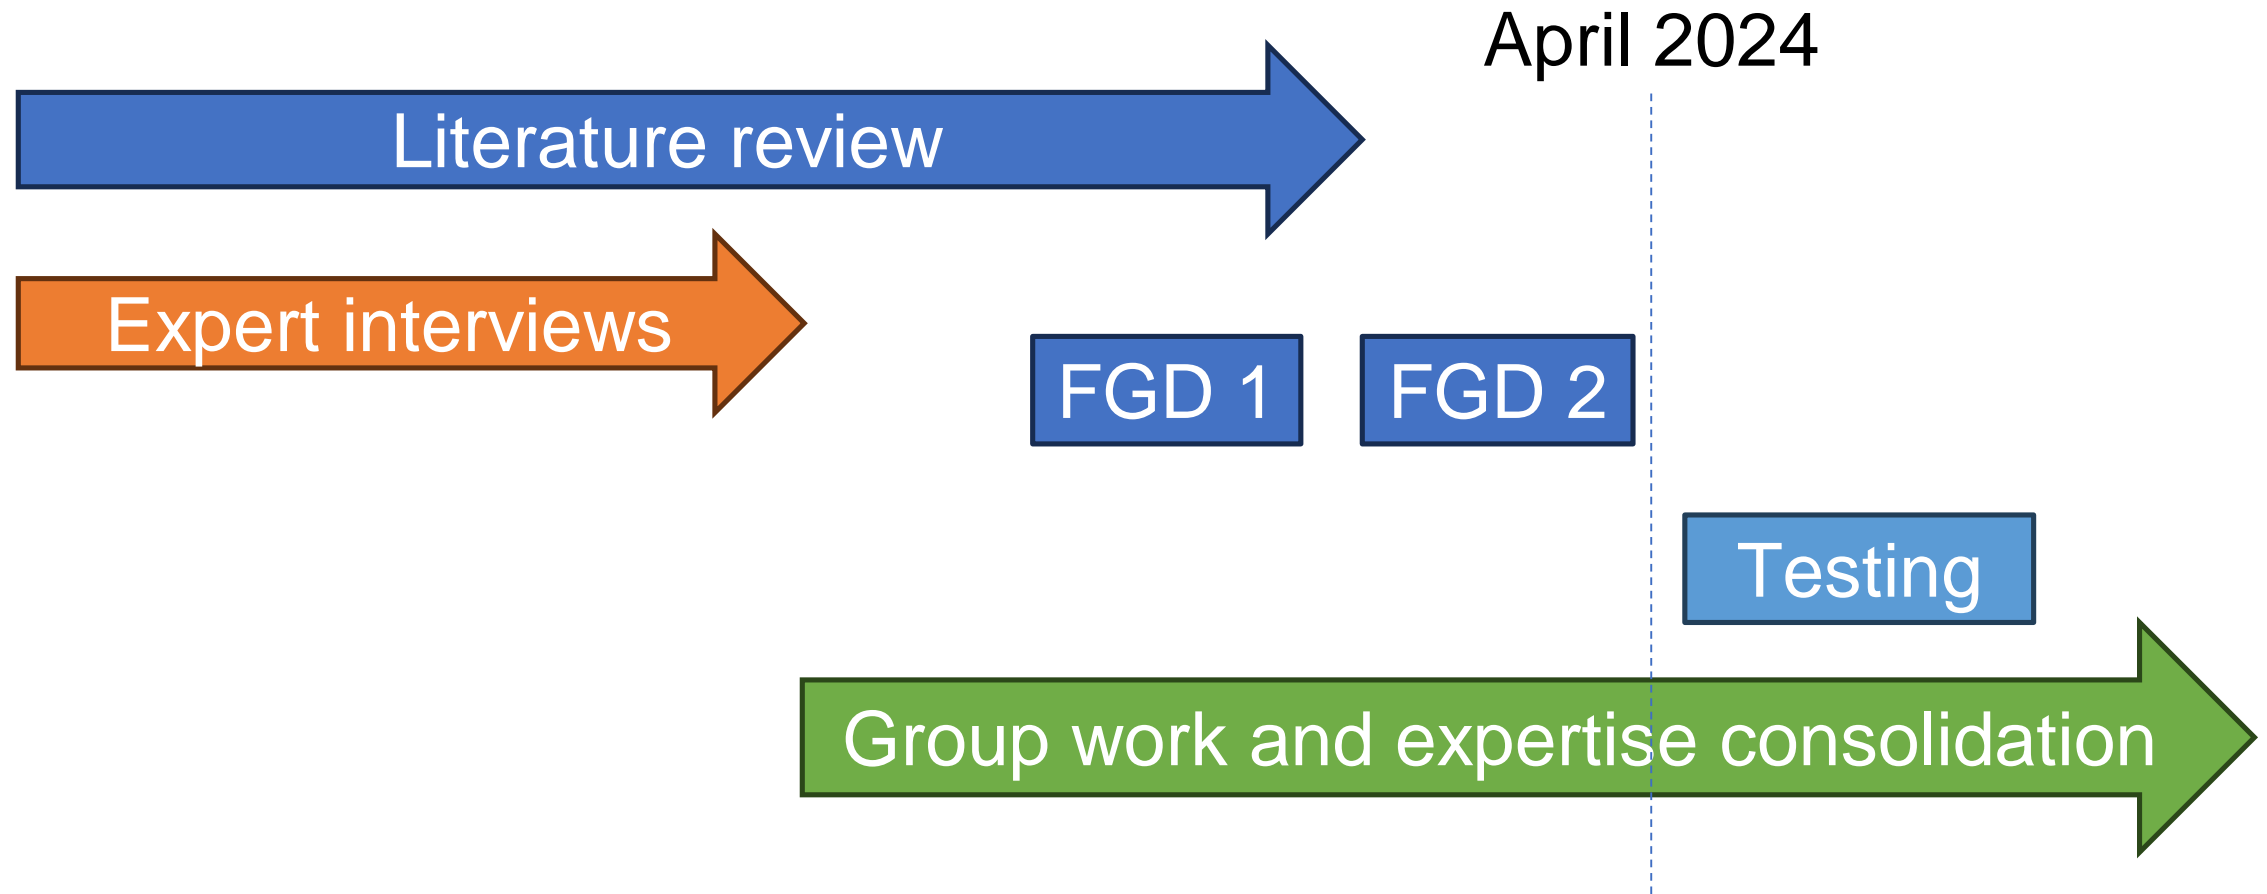 April 2024
Literature review
Expert interviews
FGD 1
FGD 2
Testing
Group work and expertise consolidation